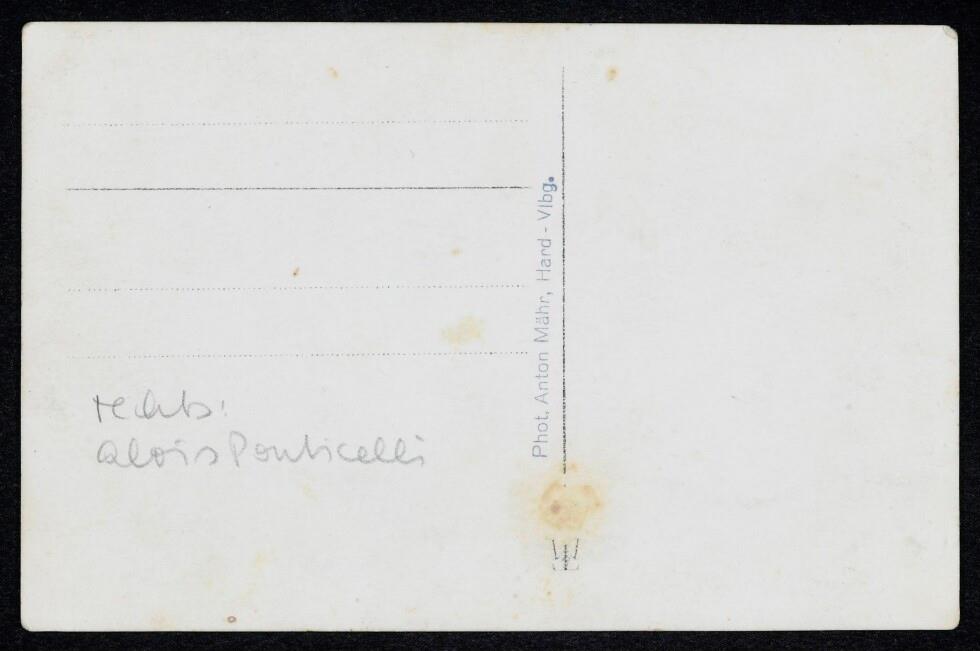 rechts:
Alois Ponticelli
Phot. Anton Mähr, Hard - Vlbg.